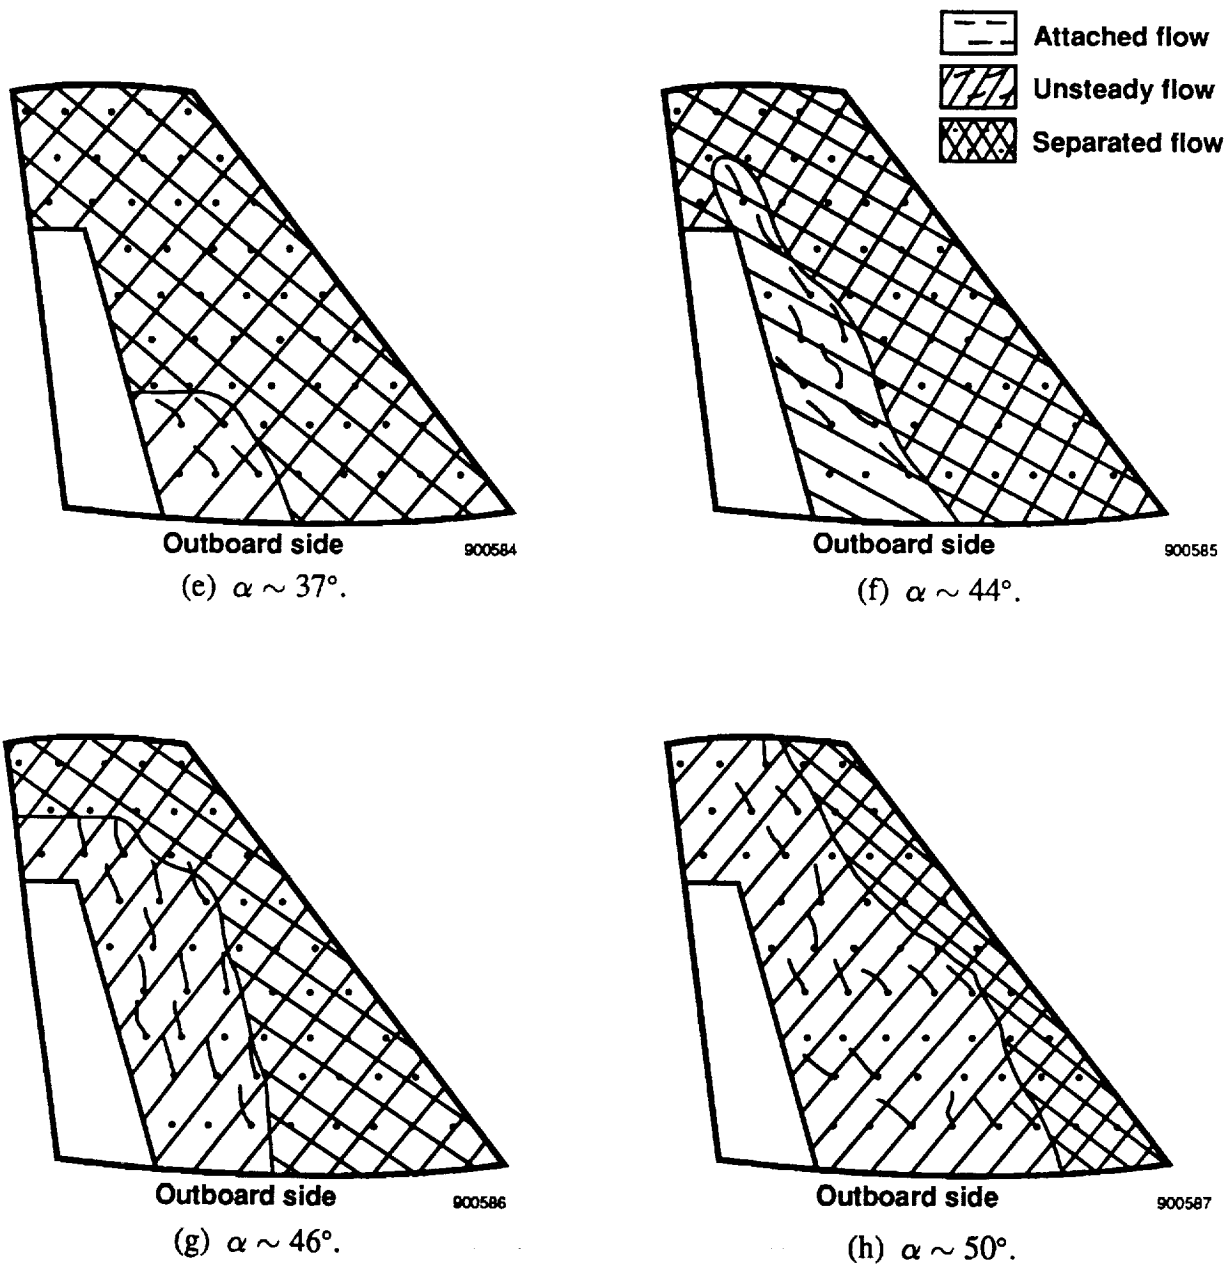 Attached flow
Unsteady flow
Separated flow
Outboard side
900584
(e) α ∼ 37°.
Outboard side
900585
(f) α ∼ 44°.
Outboard side
900586
(g) α ∼ 46°.
Outboard side
900587
(h) α ∼ 50°.